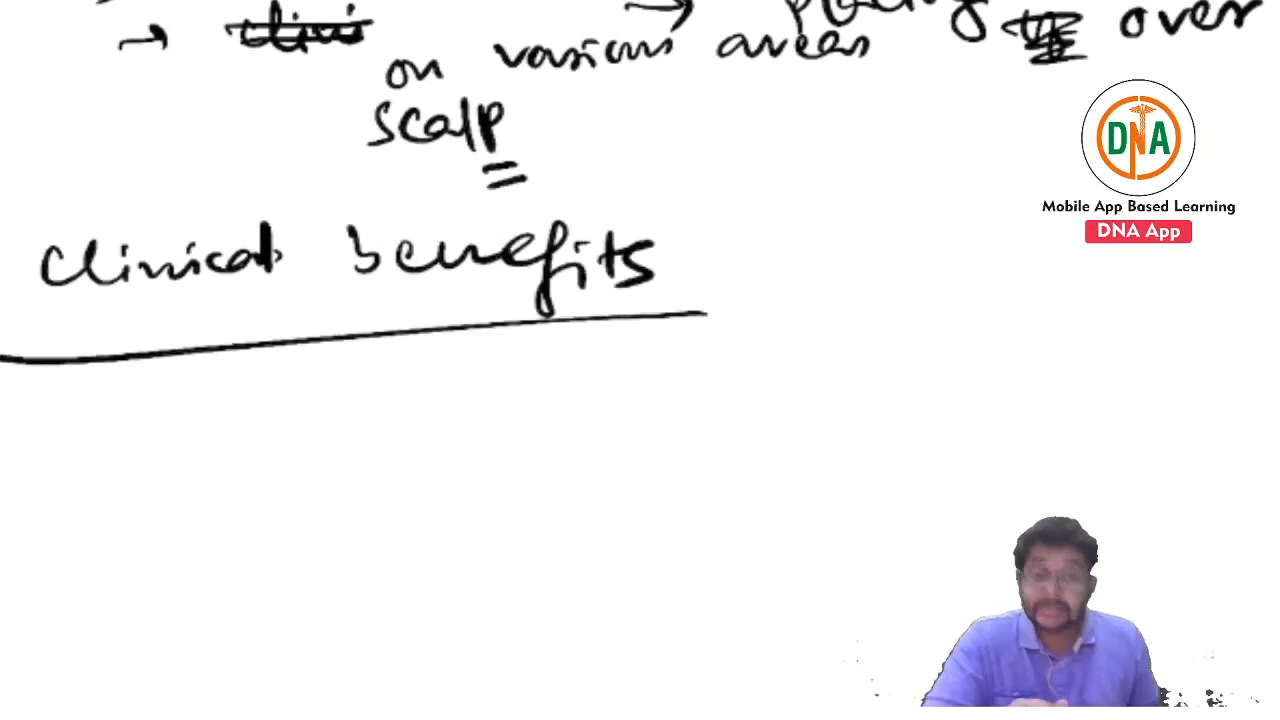 → over
→ on various areas
scalp
clinical benefits
DNA
Mobile App Based Learning
DNA App